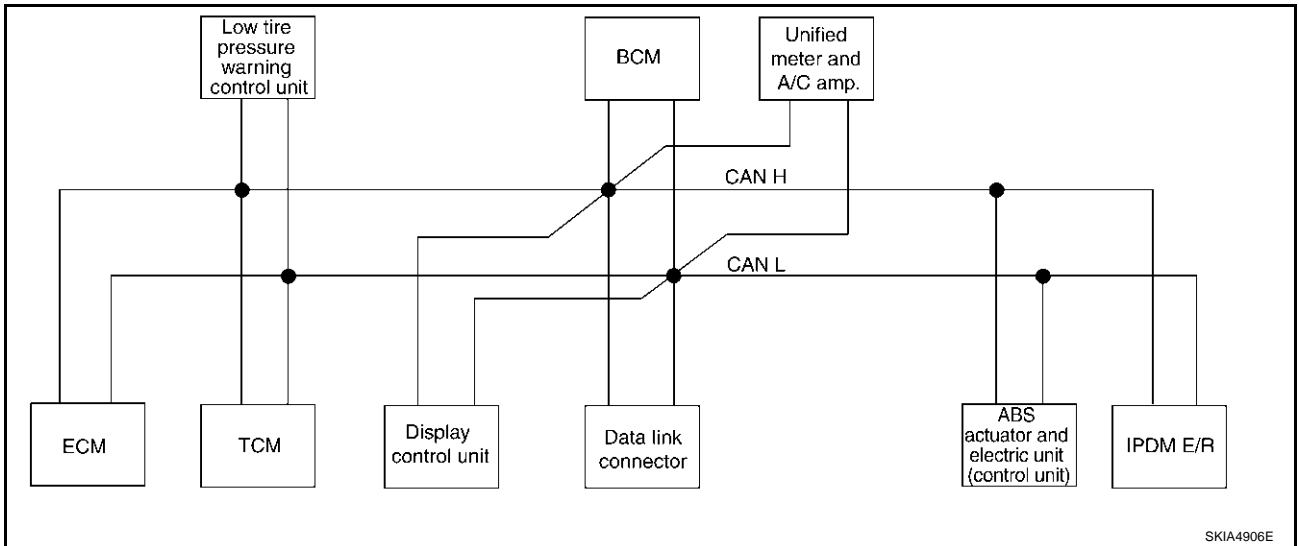 Low tire
pressure
warning
control unit
BCM
Unified
meter and
A/C amp.
CAN H
CAN L
ECM
TCM
Display
control unit
Data link
connector
ABS
actuator and
electric unit
(control unit)
IPDM E/R
SKIA4906E